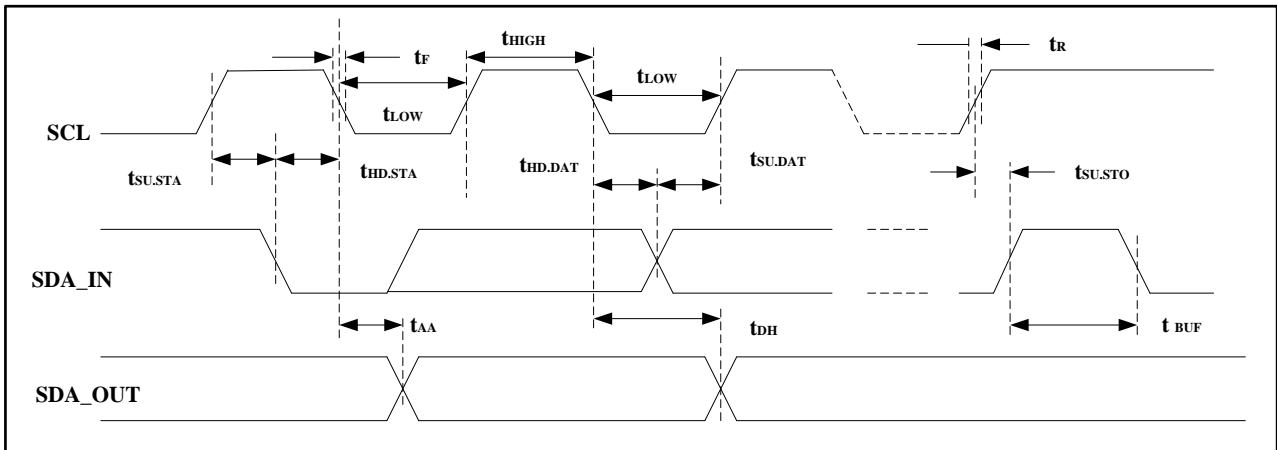 tF
tHIGH
tR
tLOW
tLOW
SCL
tSU.STA
tHD.STA
tHD.DAT
tSU.DAT
tSU.STO
SDA_IN
tAA
tDH
t BUF
SDA_OUT